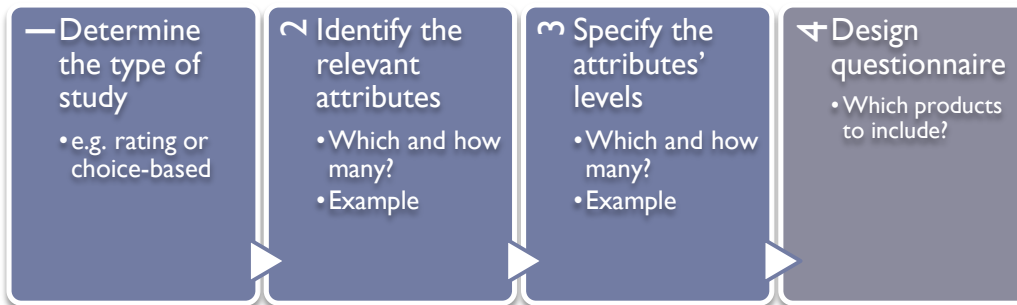 1
Determine
the type of
study
•e.g. rating or
choice-based
2
Identify the
relevant
attributes
•Which and how
many?
•Example
3
Specify the
attributes’
levels
•Which and how
many?
•Example
4
Design
questionnaire
•Which products
to include?